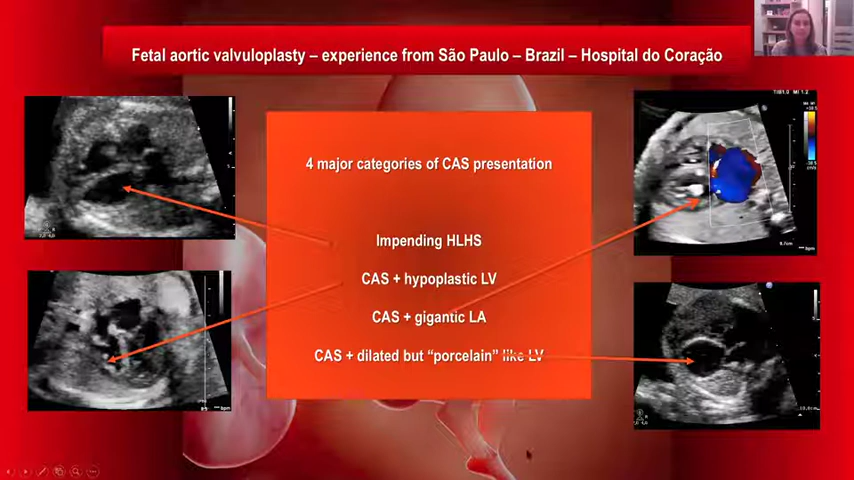 Fetal aortic valvuloplasty – experience from São Paulo – Brazil – Hospital do Coração
4 major categories of CAS presentation
Impending HLHS
CAS + hypoplastic LV
CAS + gigantic LA
CAS + dilated but “porcelain” like LV